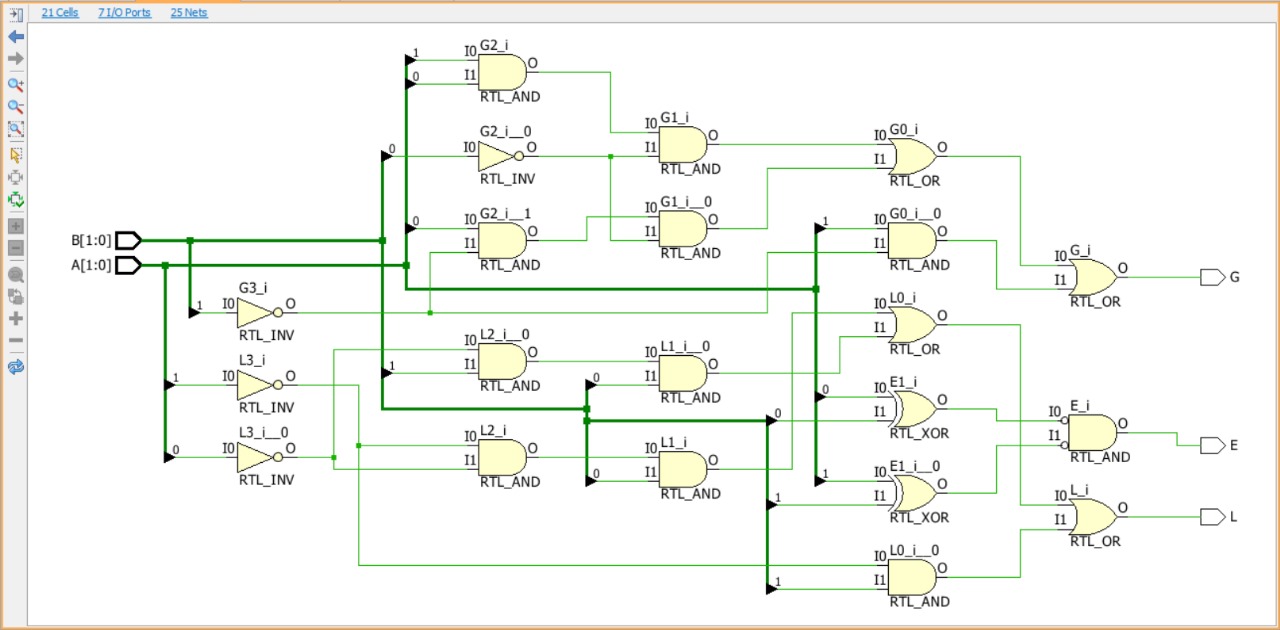 21 Cells 7 I/O Ports 25 Nets
G2_i
1 I0 O
0 I1
RTL_AND
G2_i__0
0 I0 O
RTL_INV
G1_i
I0 O
I1
RTL_AND
G0_i
I0 O
I1
RTL_OR
G2_i__1
0 I0 O
I1
RTL_AND
G1_i__0
I0 O
I1
RTL_AND
G0_i__0
1 I0 O
I1
RTL_AND
B[1:0]
A[1:0]
G_i
I0 O
I1
RTL_OR
G
G3_i
1 I0 O
RTL_INV
L0_i
I0 O
I1
RTL_OR
L2_i__0
I0 O
1 I1
RTL_AND
L1_i__0
I0 O
0 I1
RTL_AND
L3_i
1 I0 O
RTL_INV
E1_i
0 I0 O
0 I1
RTL_XOR
E_i
I0 O
I1
RTL_AND
E
L3_i__0
0 I0 O
RTL_INV
L2_i
I0 O
I1
RTL_AND
L1_i
I0 O
0 I1
RTL_AND
E1_i__0
1 I0 O
1 I1
RTL_XOR
L_i
I0 O
I1
RTL_OR
L
L0_i__0
I0 O
1 I1
RTL_AND